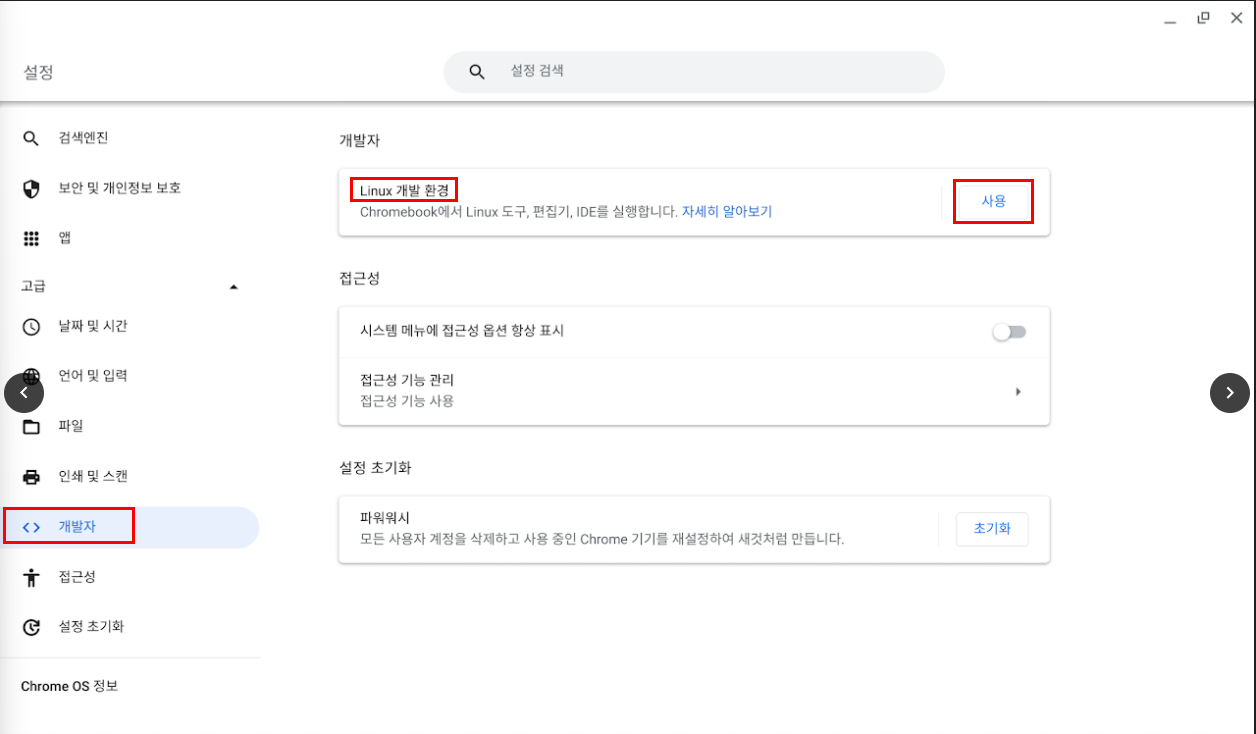 설정
설정 검색
검색엔진
보안 및 개인정보 보호
앱
고급
날짜 및 시간
언어 및 입력
파일
인쇄 및 스캔
개발자
접근성
설정 초기화
Chrome OS 정보
개발자
Linux 개발 환경
Chromebook에서 Linux 도구, 편집기, IDE를 실행합니다. 자세히 알아보기
사용
접근성
시스템 메뉴에 접근성 옵션 항상 표시
접근성 기능 관리
접근성 기능 사용
설정 초기화
파워워시
모든 사용자 계정을 삭제하고 사용 중인 Chrome 기기를 재설정하여 새것처럼 만듭니다.
초기화